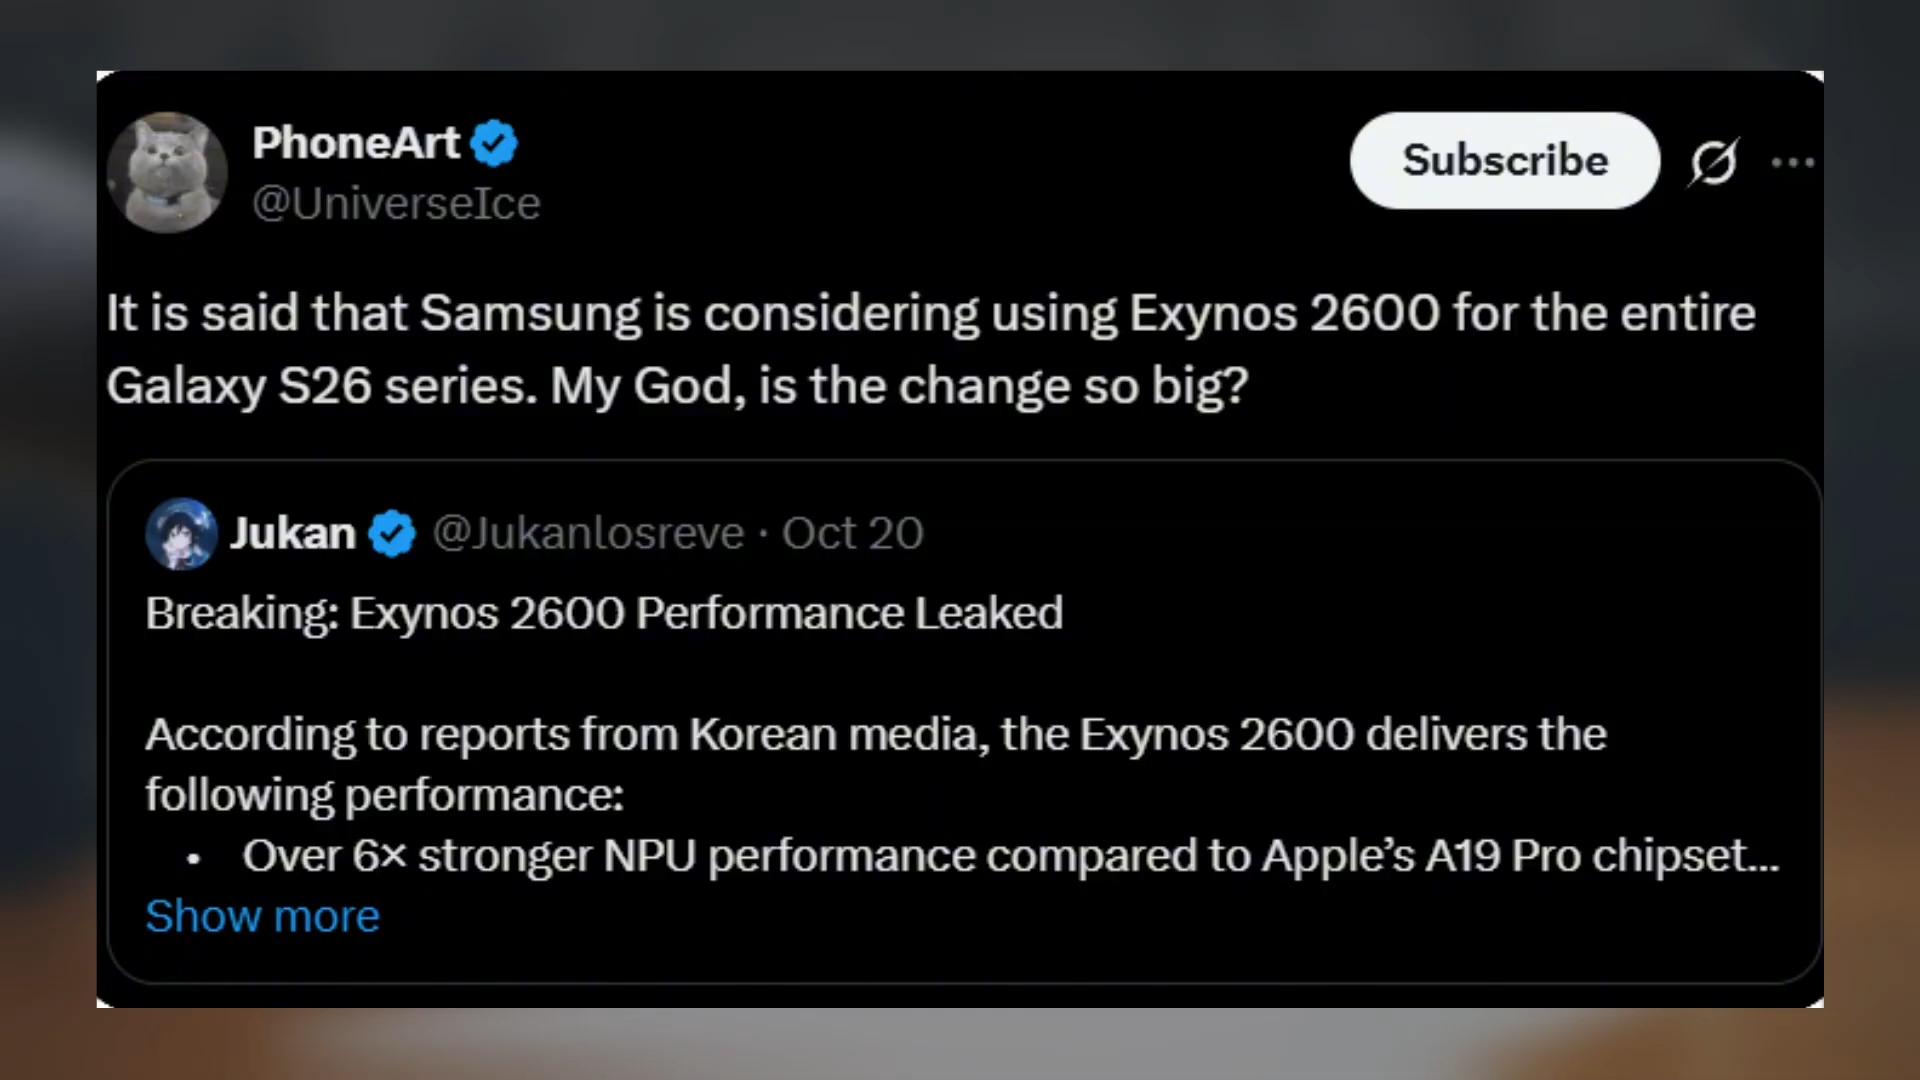 PhoneArt
Subscribe
@UniverseIce
It is said that Samsung is considering using Exynos 2600 for the entire
Galaxy S26 series. My God, is the change so big?
Jukan @Jukanlosreve · Oct 20
Breaking: Exynos 2600 Performance Leaked
According to reports from Korean media, the Exynos 2600 delivers the
following performance:
• Over 6× stronger NPU performance compared to Apple’s A19 Pro chipset...
Show more